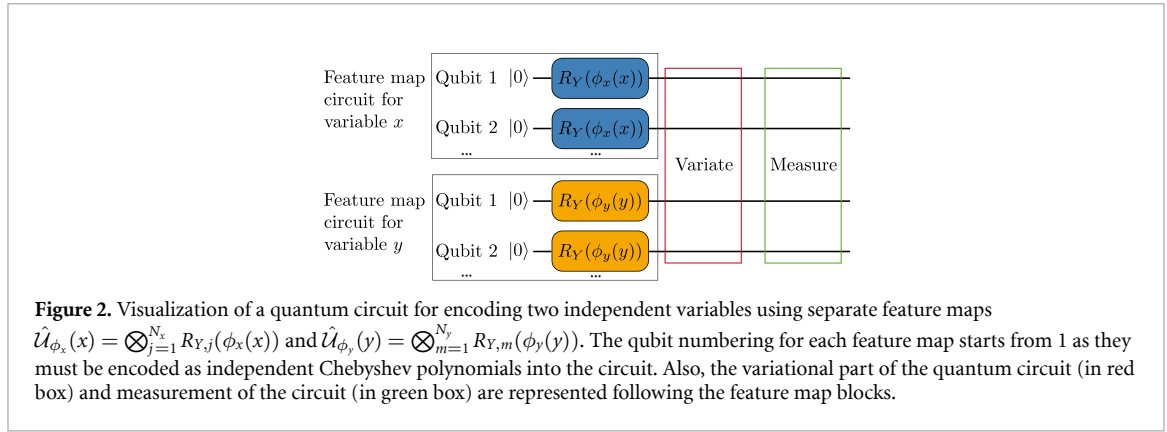 Feature map
circuit for
variable x
Qubit 1 |0⟩ R_Y(ϕ_x(x))
Qubit 2 |0⟩ R_Y(ϕ_x(x))
... ...
Feature map
circuit for
variable y
Qubit 1 |0⟩ R_Y(ϕ_y(y))
Qubit 2 |0⟩ R_Y(ϕ_y(y))
... ...
Variate
Measure
Figure 2. Visualization of a quantum circuit for encoding two independent variables using separate feature maps
Û_{ϕ_x}(x) = ⨂_{j=1}^{N_x} R_{Y,j}(ϕ_x(x)) and Û_{ϕ_y}(y) = ⨂_{m=1}^{N_y} R_{Y,m}(ϕ_y(y)). The qubit numbering for each feature map starts from 1 as they
must be encoded as independent Chebyshev polynomials into the circuit. Also, the variational part of the quantum circuit (in red
box) and measurement of the circuit (in green box) are represented following the feature map blocks.